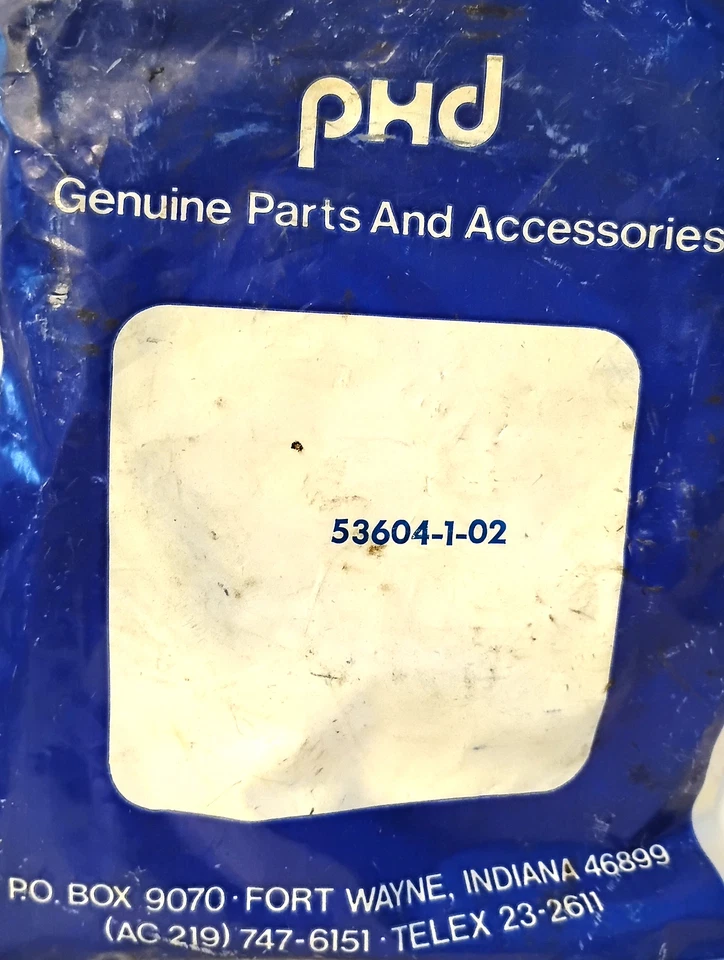 pHd
Genuine Parts And Accessories
53604-1-02
P.O. BOX 9070 · FORT WAYNE, INDIANA 46899
(AC 219) 747-6151 · TELEX 23-2611